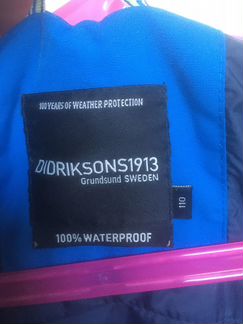 100 YEARS OF WEATHER PROTECTION
DIDRIKSONS1913
Grundsund SWEDEN
110
100% WATERPROOF